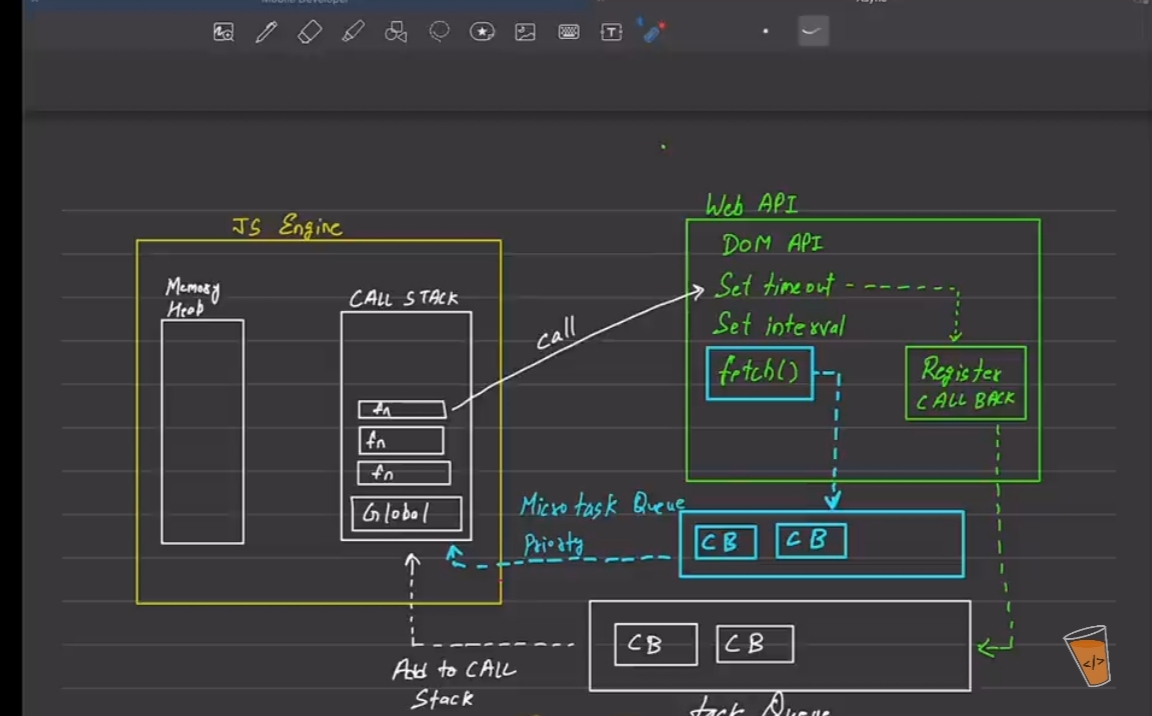 JS Engine
Memory
Heap
CALL STACK
fn
fn
fn
Global
call
Web API
DOM API
Set timeout
Set interval
fetch()
Register
CALL BACK
Micro task Queue
Priority
CB
CB
CB
CB
Add to CALL
Stack
task Queue
T
</>